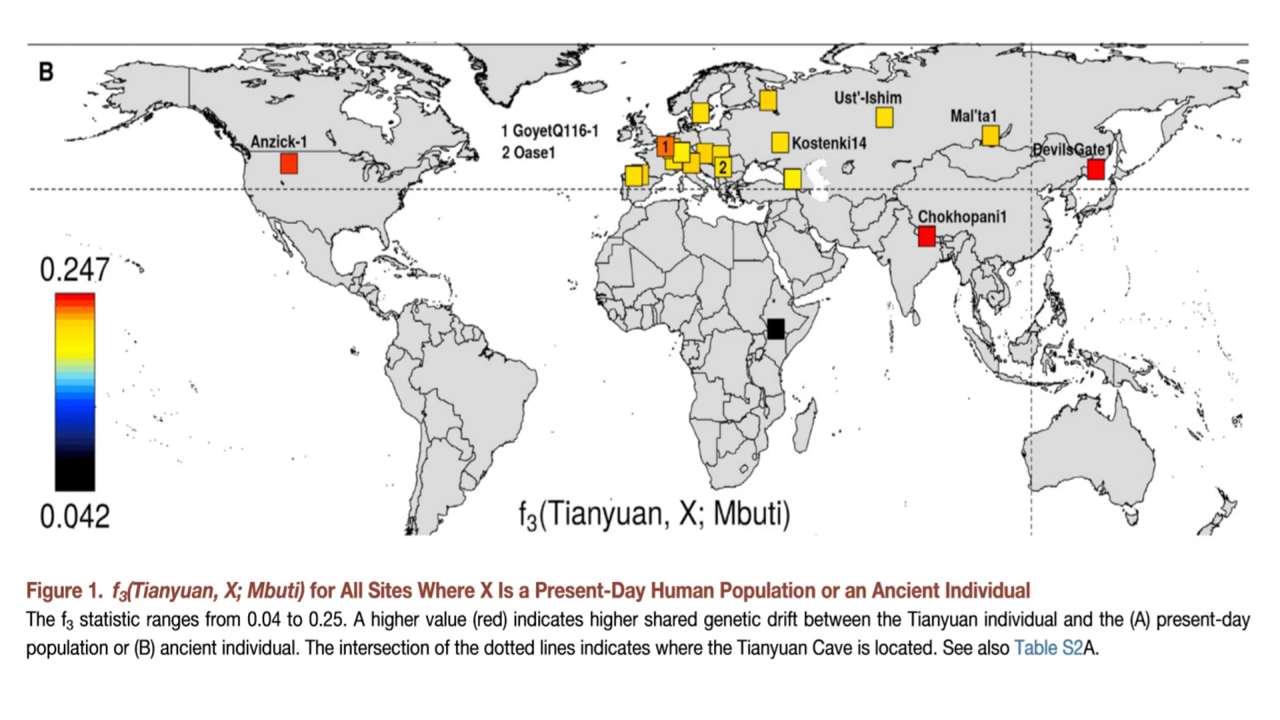 B
Ust'-Ishim
Mal'ta1
1 GoyetQ116-1
2 Oase1
Anzick-1
1
Kostenki14
DevilsGate1
2
Chokhopani1
0.247
0.042
f₃(Tianyuan, X; Mbuti)
Figure 1. f₃(Tianyuan, X; Mbuti) for All Sites Where X Is a Present-Day Human Population or an Ancient Individual
The f₃ statistic ranges from 0.04 to 0.25. A higher value (red) indicates higher shared genetic drift between the Tianyuan individual and the (A) present-day
population or (B) ancient individual. The intersection of the dotted lines indicates where the Tianyuan Cave is located. See also Table S2A.